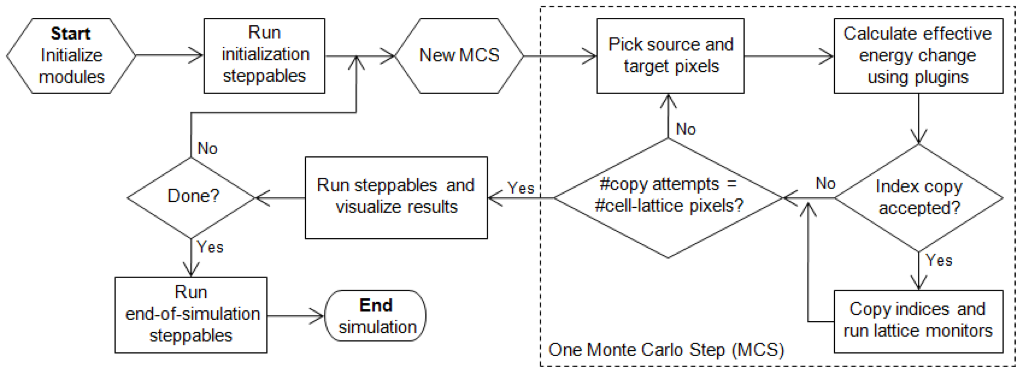 Start
Initialize
modules
Run
initialization
steppables
New MCS
Pick source and
target pixels
Calculate effective
energy change
using plugins
No
No
Done?
Run steppables and
visualize results
Yes
#copy attempts =
#cell-lattice pixels?
No
Index copy
accepted?
Yes
Yes
Run
end-of-simulation
steppables
End
simulation
Copy indices and
run lattice monitors
One Monte Carlo Step (MCS)